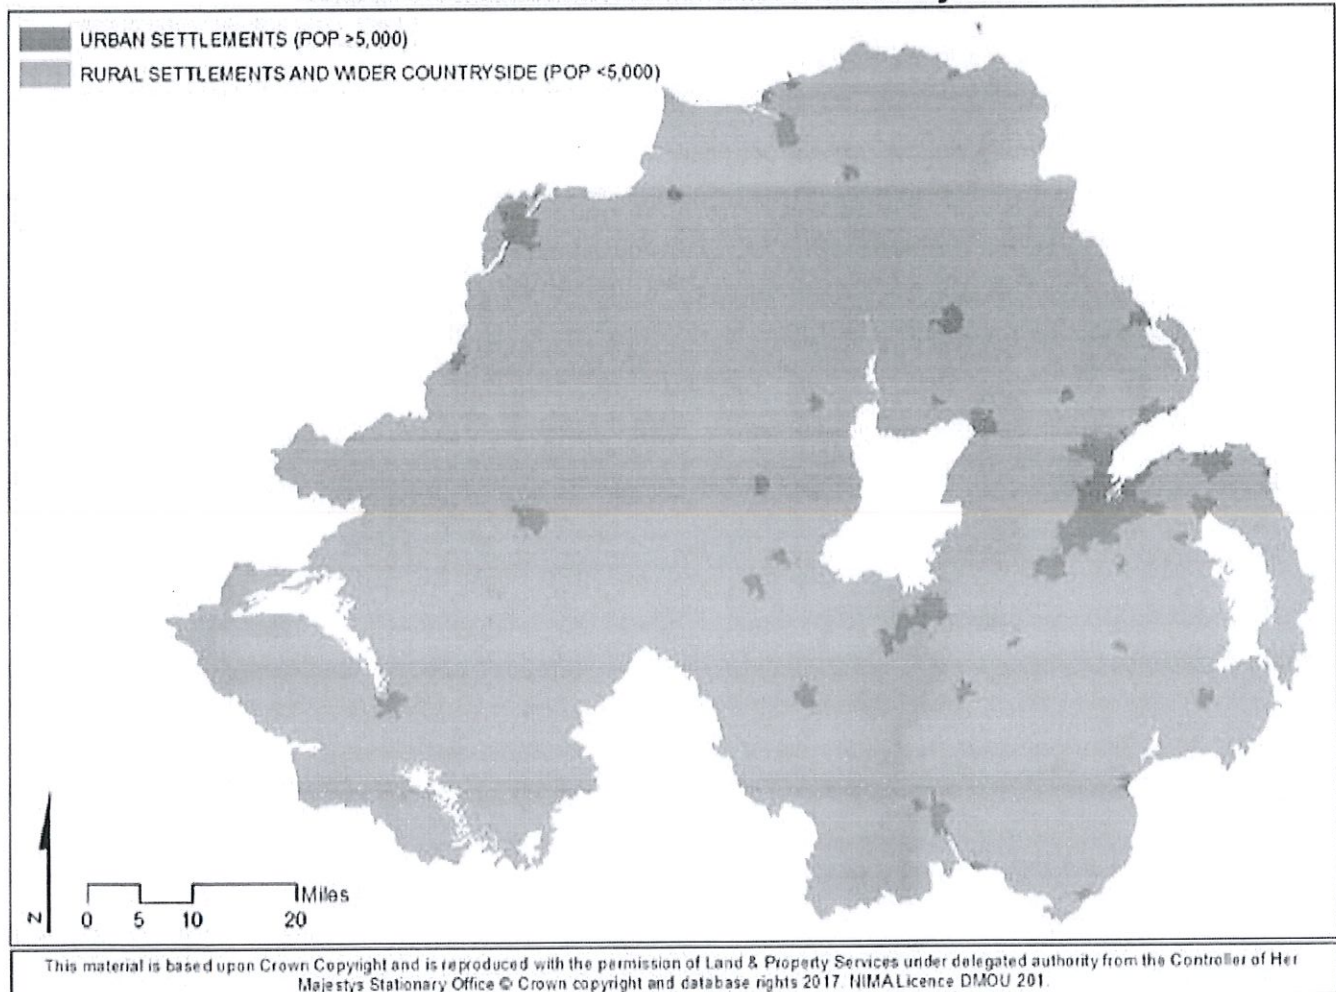 URBAN SETTLEMENTS (POP >5,000)
RURAL SETTLEMENTS AND WIDER COUNTRYSIDE (POP <5,000)
Miles
0 5 10 20
N
This material is based upon Crown Copyright and is reproduced with the permission of Land & Property Services under delegated authority from the Controller of Her
Majestys Stationary Office © Crown copyright and database rights 2017. NIMA Licence DMOU 201.